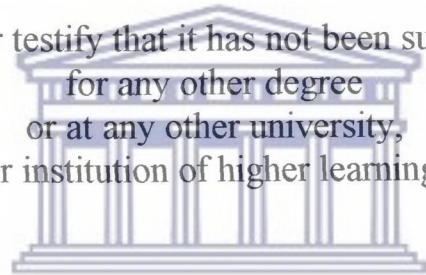 r testify that it has not been su
for any other degree
or at any other university,
r institution of higher learning